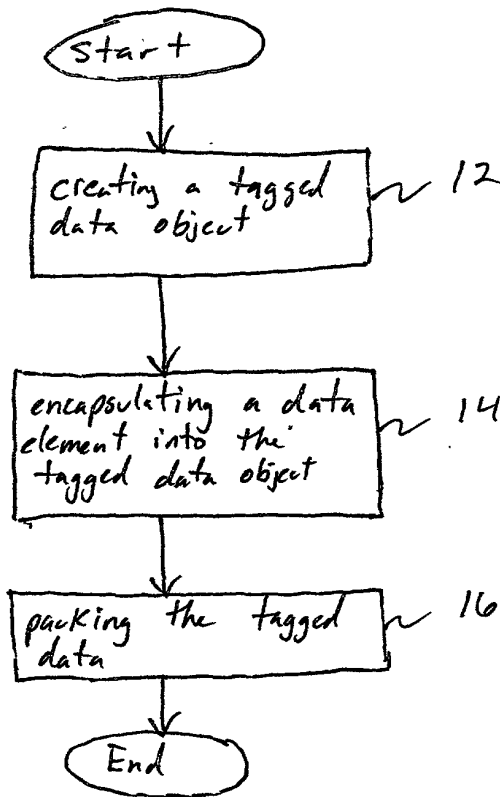 Start
creating a tagged
data object
12
encapsulating a data
element into the
tagged data object
14
packing the tagged
data
16
End